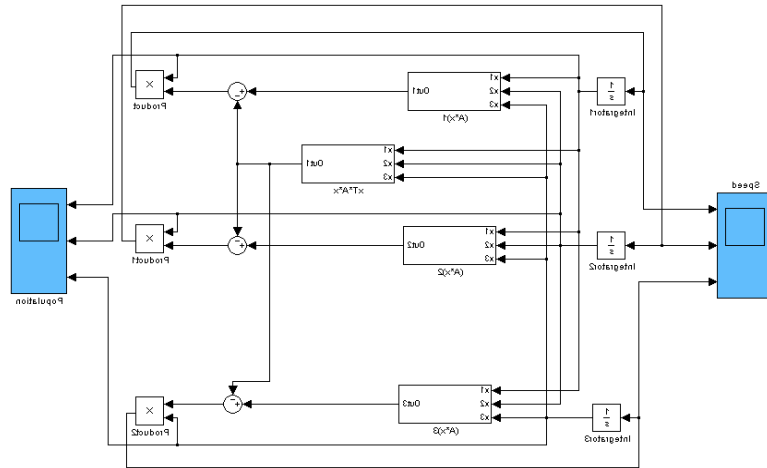 x1
x2
x3
Out1
(A*x)1
1
s
Integrator1
×
Product
+
−
x1
x2
x3
Out1
x'T*A*x
Speed
Population
x1
x2
x3
Out2
(A*x)2
1
s
Integrator2
×
Product1
+
−
x1
x2
x3
Out3
(A*x)3
1
s
Integrator3
×
Product2
+
−